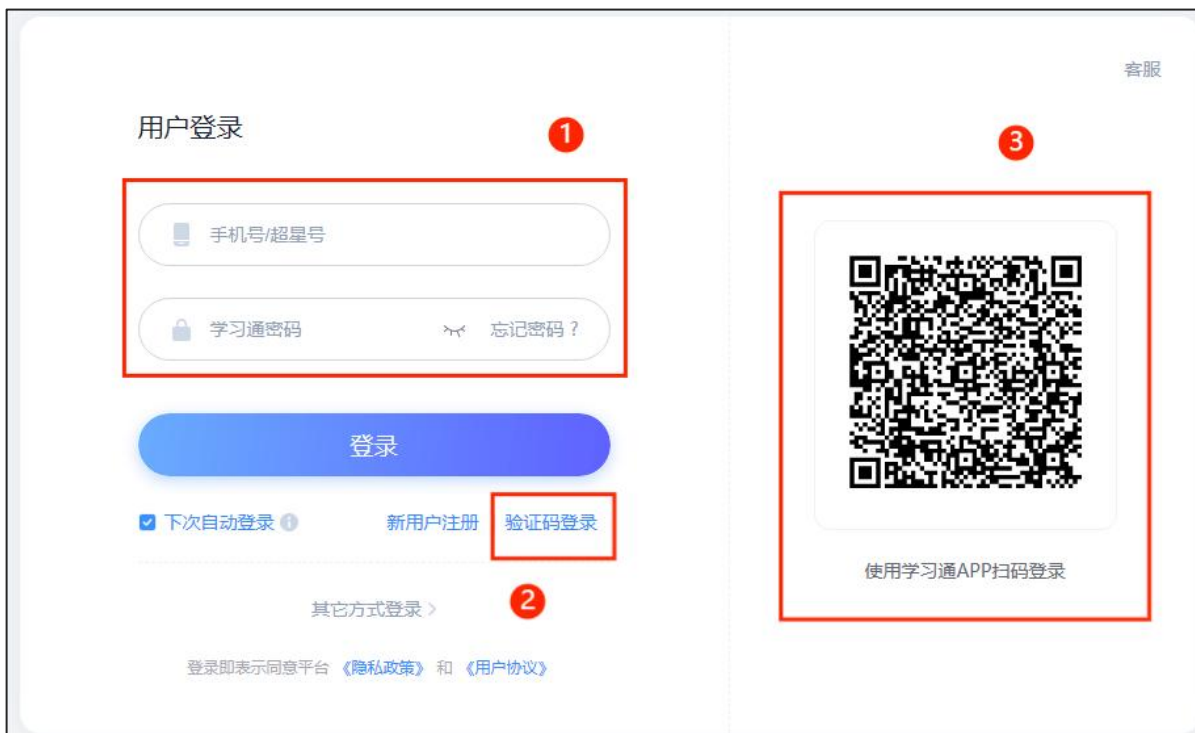 客服
用户登录
1
3
手机号/超星号
学习通密码 忘记密码？
登录
下次自动登录 新用户注册 验证码登录
使用学习通APP扫码登录
2
其它方式登录 >
登录即表示同意平台 《隐私政策》 和 《用户协议》